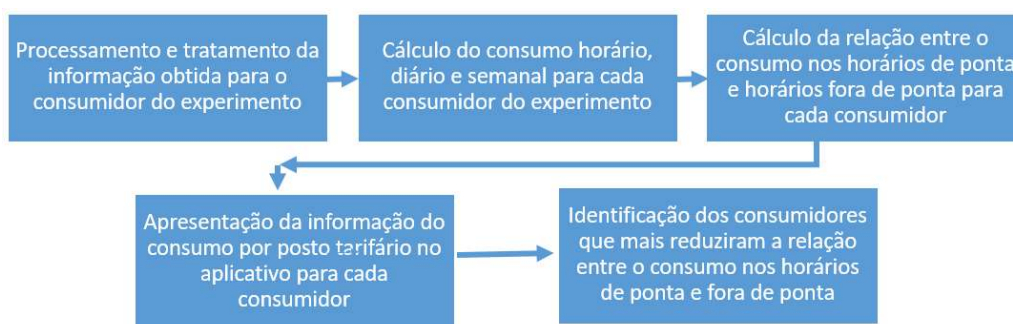 Processamento e tratamento da
informação obtida para o
consumidor do experimento
Cálculo do consumo horário,
diário e semanal para cada
consumidor do experimento
Cálculo da relação entre o
consumo nos horários de ponta
e horários fora de ponta para
cada consumidor
Apresentação da informação do
consumo por posto tarifário no
aplicativo para cada
consumidor
Identificação dos consumidores
que mais reduziram a relação
entre o consumo nos horários
de ponta e fora de ponta